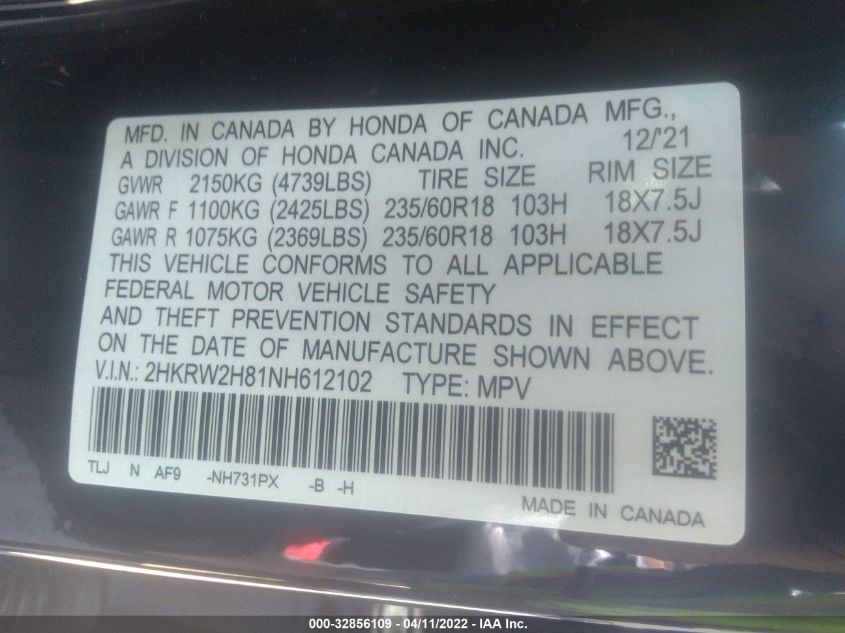 MFD. IN CANADA BY HONDA OF CANADA MFG.,
A DIVISION OF HONDA CANADA INC. 12/'21
GVWR 2150KG (4739LBS) TIRE SIZE RIM SIZE
GAWR F 1100KG (2425LBS) 235/60R18 103H 18X7.5J
GAWR R 1075KG (2369LBS) 235/60R18 103H 18X7.5J
THIS VEHICLE CONFORMS TO ALL APPLICABLE
FEDERAL MOTOR VEHICLE SAFETY
AND THEFT PREVENTION STANDARDS IN EFFECT
ON THE DATE OF MANUFACTURE SHOWN ABOVE.
V.I.N.: 2HKRW2H81NH612102 TYPE: MPV
TLJ N AF9 -NH731PX -B -H
MADE IN CANADA
000-32856109 - 04/11/2022 - IAA Inc.